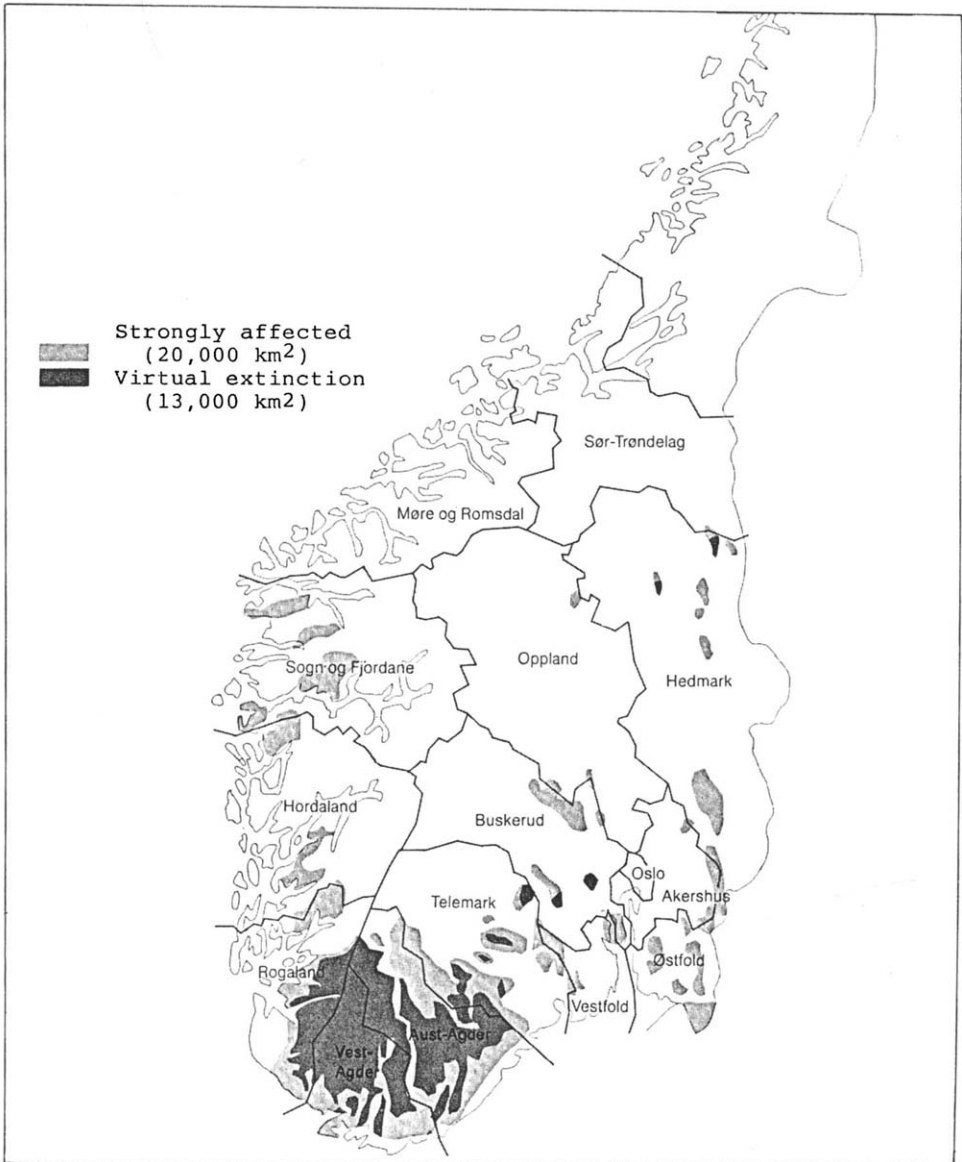 Strongly affected
(20,000 km2)
Virtual extinction
(13,000 km2)
Sør-Trøndelag
Møre og Romsdal
Sogn og Fjordane
Oppland
Hedmark
Hordaland
Buskerud
Oslo
Akershus
Telemark
Østfold
Rogaland
Vestfold
Aust-Agder
Vest-
Agder